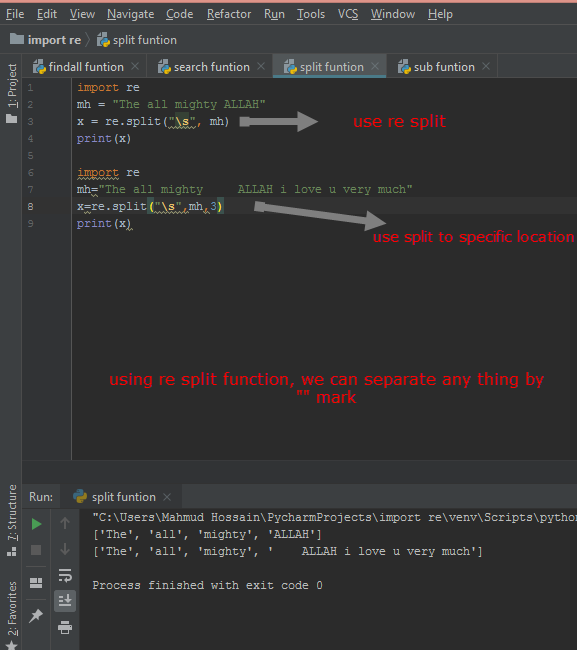 File Edit View Navigate Code Refactor Run Tools VCS Window Help
import re split funtion
findall funtion search funtion split funtion sub funtion
1: Project
1 import re
2 mh = "The all mighty ALLAH"
3 x = re.split("\s", mh) use re split
4 print(x)
5
6 import re
7 mh="The all mighty     ALLAH i love u very much"
8 x=re.split("\s",mh,3)
9 print(x)
use split to specific location
using re split function, we can separate any thing by
"" mark
Z: Structure
2: Favorites
Run: split funtion
"C:\Users\Mahmud Hossain\PycharmProjects\import re\venv\Scripts\python
['The', 'all', 'mighty', 'ALLAH']
['The', 'all', 'mighty', '    ALLAH i love u very much']
Process finished with exit code 0